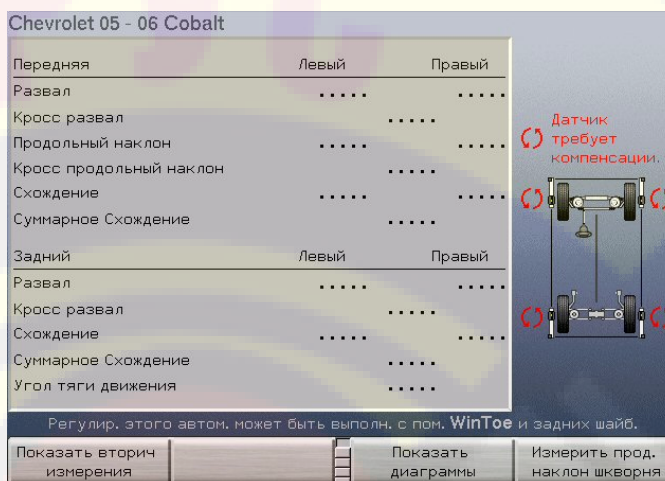 Chevrolet 05 - 06 Cobalt
Передняя Левый Правый
Развал ..... .....
Кросс развал .....
Продольный наклон ..... .....
Кросс продольный наклон .....
Схождение ..... .....
Суммарное Схождение .....
Задний Левый Правый
Развал ..... .....
Кросс развал .....
Схождение ..... .....
Суммарное Схождение .....
Угол тяги движения .....
Датчик
требует
компенсации.
Регулир. этого автом. может быть выполн. с пом. WinToe и задних шайб.
Показать вторич
измерения
Показать
диаграммы
Измерить прод.
наклон шкворня